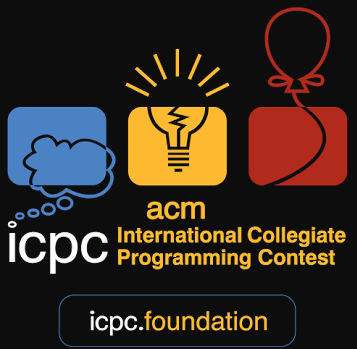 acm
icpc International Collegiate
Programming Contest
icpc.foundation